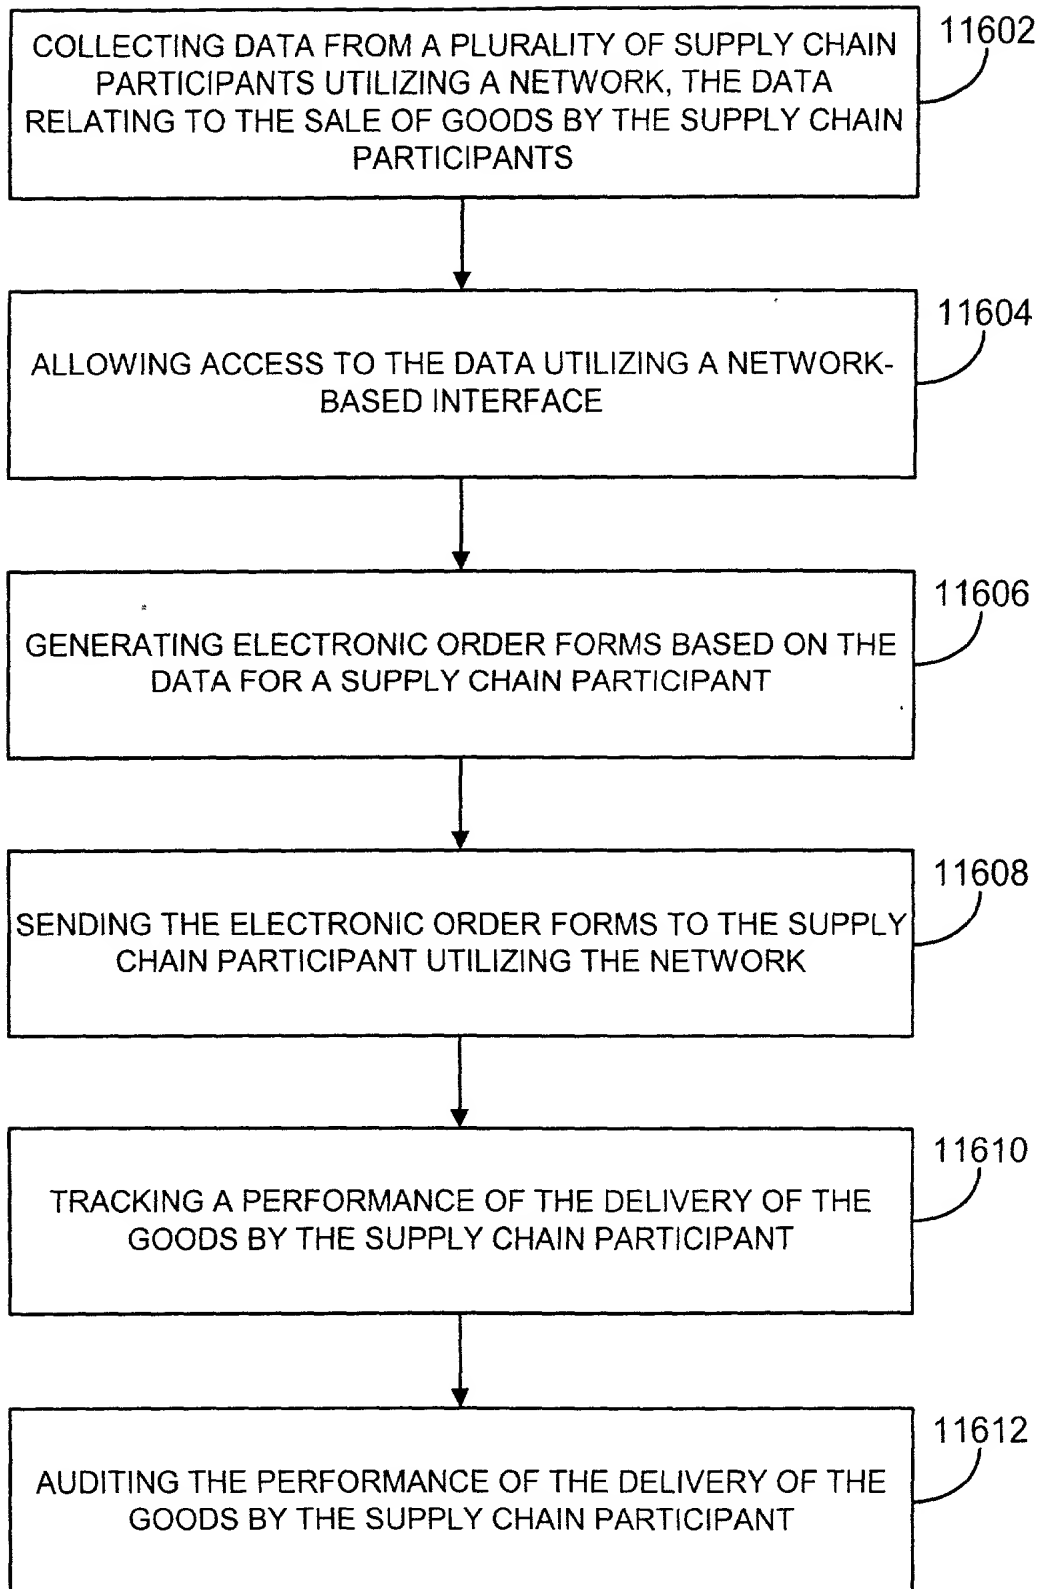 COLLECTING DATA FROM A PLURALITY OF SUPPLY CHAIN
PARTICIPANTS UTILIZING A NETWORK, THE DATA
RELATING TO THE SALE OF GOODS BY THE SUPPLY CHAIN
PARTICIPANTS
11602
ALLOWING ACCESS TO THE DATA UTILIZING A NETWORK-
BASED INTERFACE
11604
GENERATING ELECTRONIC ORDER FORMS BASED ON THE
DATA FOR A SUPPLY CHAIN PARTICIPANT
11606
SENDING THE ELECTRONIC ORDER FORMS TO THE SUPPLY
CHAIN PARTICIPANT UTILIZING THE NETWORK
11608
TRACKING A PERFORMANCE OF THE DELIVERY OF THE
GOODS BY THE SUPPLY CHAIN PARTICIPANT
11610
AUDITING THE PERFORMANCE OF THE DELIVERY OF THE
GOODS BY THE SUPPLY CHAIN PARTICIPANT
11612